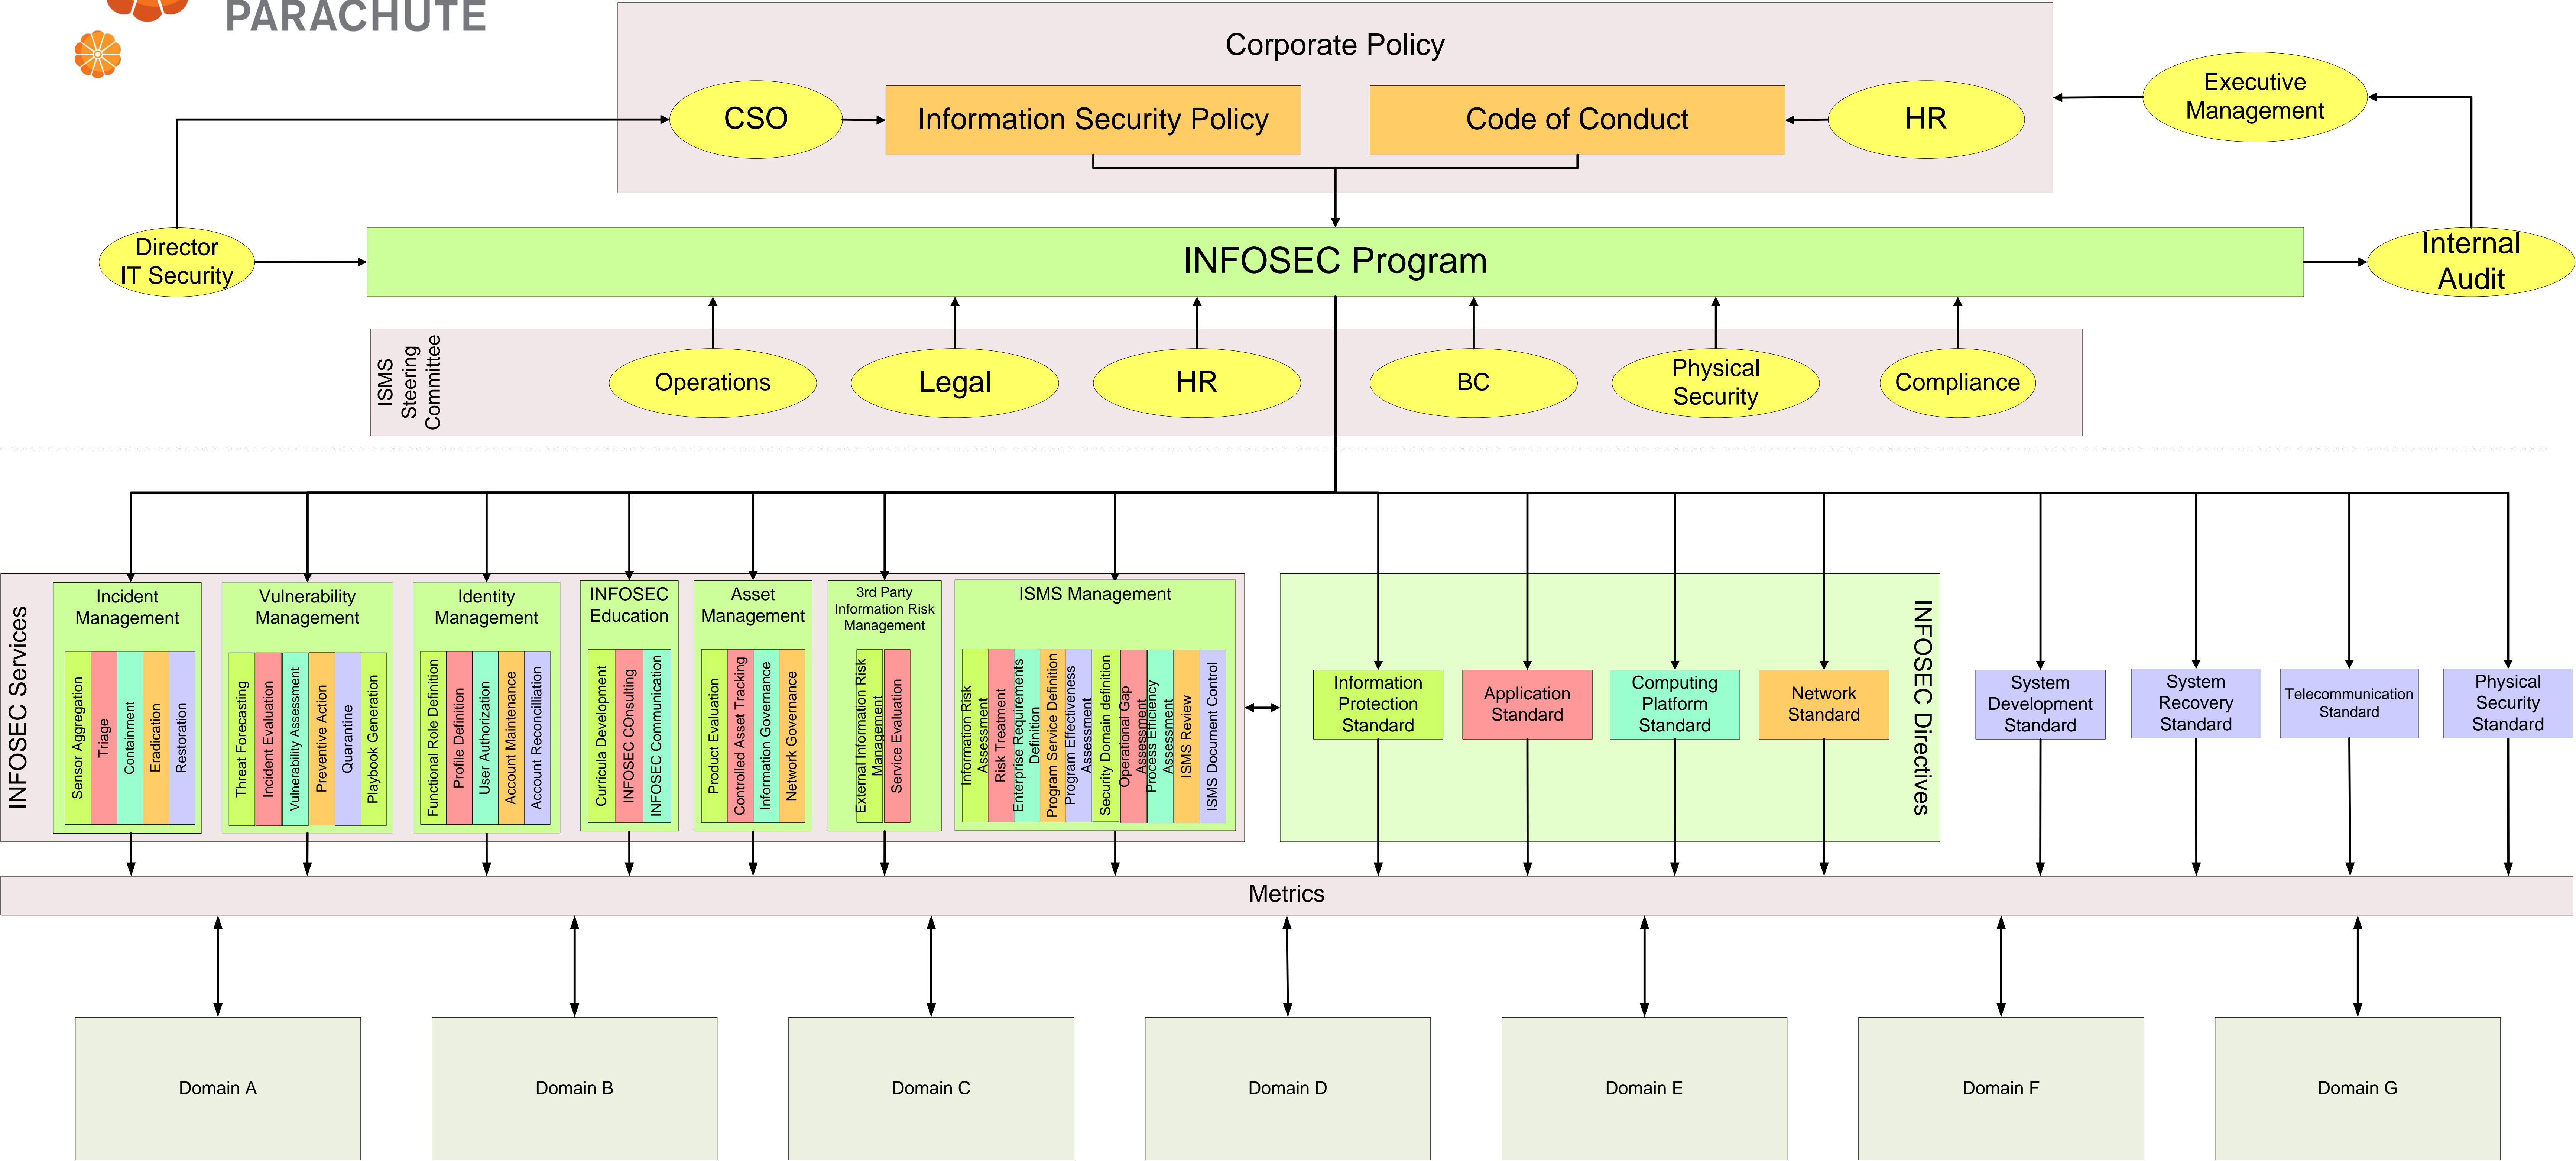 PARACHUTE
Corporate Policy
CSO
Information Security Policy
Code of Conduct
HR
Executive
Management
Director
IT Security
INFOSEC Program
Internal
Audit
ISMS
Steering
Committee
Operations
Legal
HR
BC
Physical
Security
Compliance
INFOSEC Services
Incident
Management
Sensor Aggregation
Triage
Containment
Eradication
Restoration
Vulnerability
Management
Threat Forecasting
Incident Evaluation
Vulnerability Assessment
Preventive Action
Quarantine
Playbook Generation
Identity
Management
Functional Role Definition
Profile Definition
User Authorization
Account Maintenance
Account Reconcilliation
INFOSEC
Education
Curricula Development
INFOSEC COnsulting
INFOSEC Communication
Asset
Management
Product Evaluation
Controlled Asset Tracking
Information Governance
Network Governance
3rd Party
Information Risk
Management
External Information Risk
Management
Service Evaluation
ISMS Management
Information Risk
Assessment
Risk Treatment
Enterprise Requirements
Definition
Program Service Definition
Program Effectiveness
Assessment
Security Domain definition
Operational Gap
Assessment
Process Efficiency
Assessment
ISMS Review
ISMS Document Control
Information
Protection
Standard
Application
Standard
Computing
Platform
Standard
Network
Standard
INFOSEC Directives
System
Development
Standard
System
Recovery
Standard
Telecommunication
Standard
Physical
Security
Standard
Metrics
Domain A
Domain B
Domain C
Domain D
Domain E
Domain F
Domain G